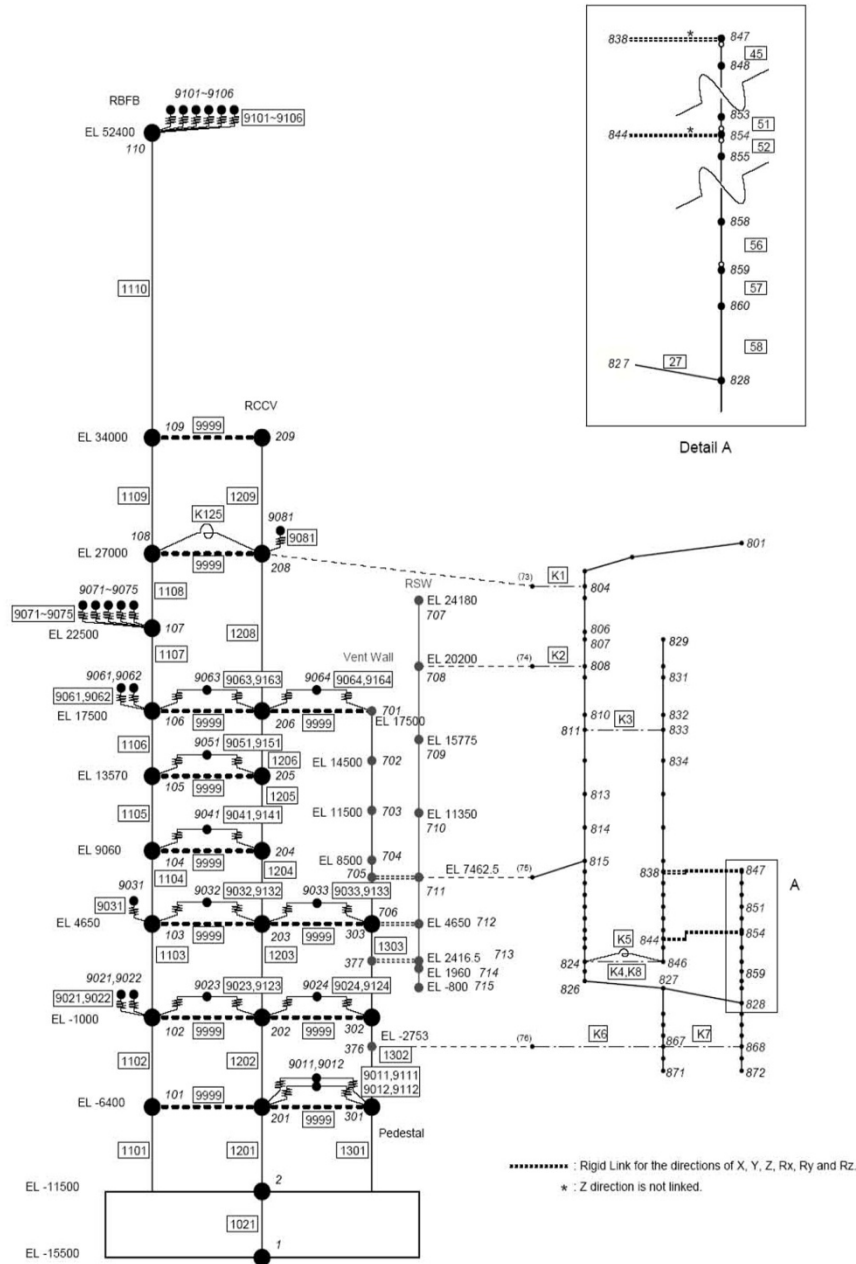 838 * 847
45
848
853
51
844 * 854
52
855
858
56
859
57
860
58
827 27
828
Detail A
RBFB 9101~9106
9101~9106
EL 52400
110
1110
RCCV
EL 34000 109 9999 209
1109 K125 1209 9081
108 9081
EL 27000 9999 208
9071~9075 1108
9071~9075
EL 22500 107 1208
1107
RSW
EL 24180
707
Vent Wall
EL 20200
708
9061,9062 9063 9063,9163 9064 9064,9164
9061,9062
701
EL 17500 106 9999 206 9999 EL 17500
1106 9051 9051,9151
1206
EL 14500 702
EL 15775
709
EL 13570 105 9999 205
1205
1105 9041 9041,9141
EL 11500 703
EL 11350
710
EL 9060 104 9999 204
1104 1204
EL 8500 704
705 711
EL 7462.5 (75)
9031 9032 9032,9132 9033 9033,9133
9031
706
EL 4650 103 9999 203 9999 303 EL 4650 712
1103 1203 1303
377 EL 2416.5 713
EL 1960 714
EL -800 715
9021,9022 9023 9023,9123 9024 9024,9124
9021,9022
EL -1000 102 9999 202 9999 302
EL -2753 (76)
376
1302
1102 1202
9011,9012 9011,9111
9012,9112
EL -6400 101 9999 201 9999 301
Pedestal
1101 1201 1301
EL -11500 2
1021
EL -15500 1
801
(73) K1
804
806
807 829
(74) K2 808
831
810 832
K3
811 833
834
813
814
815
838 847
A
851
844 854
K5
824 846
K4,K8
859
826 827
828
K6 867 K7 868
871 872
: Rigid Link for the directions of X, Y, Z, Rx, Ry and Rz.
* : Z direction is not linked.